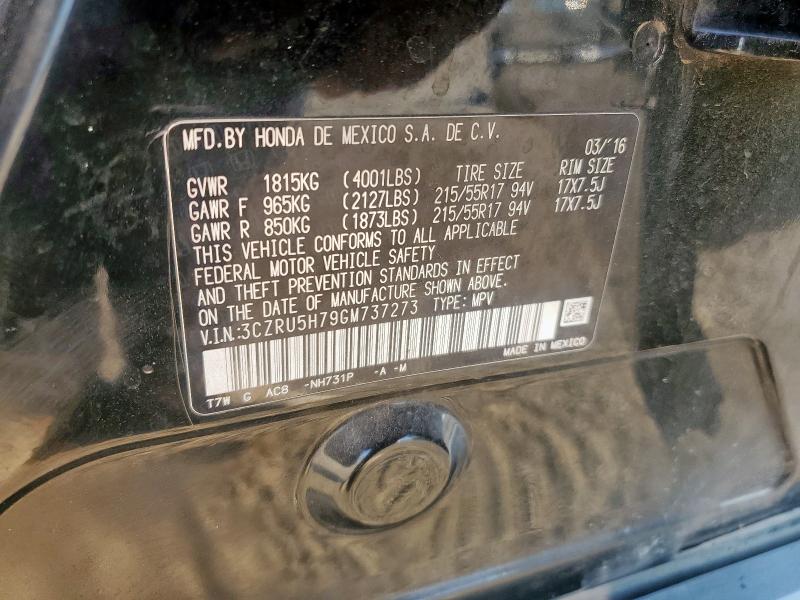 MFD.BY HONDA DE MEXICO S.A. DE C.V.
03/'16
GVWR 1815KG (4001LBS) TIRE SIZE RIM SIZE
GAWR F 965KG (2127LBS) 215/55R17 94V 17X7.5J
GAWR R 850KG (1873LBS) 215/55R17 94V 17X7.5J
THIS VEHICLE CONFORMS TO ALL APPLICABLE
FEDERAL MOTOR VEHICLE SAFETY
AND THEFT PREVENTION STANDARDS IN EFFECT
ON THE DATE OF MANUFACTURE SHOWN ABOVE.
V.I.N:3CZRU5H79GM737273 TYPE: MPV
MADE IN MEXICO
T7W G AC8 -NH731P -A -M